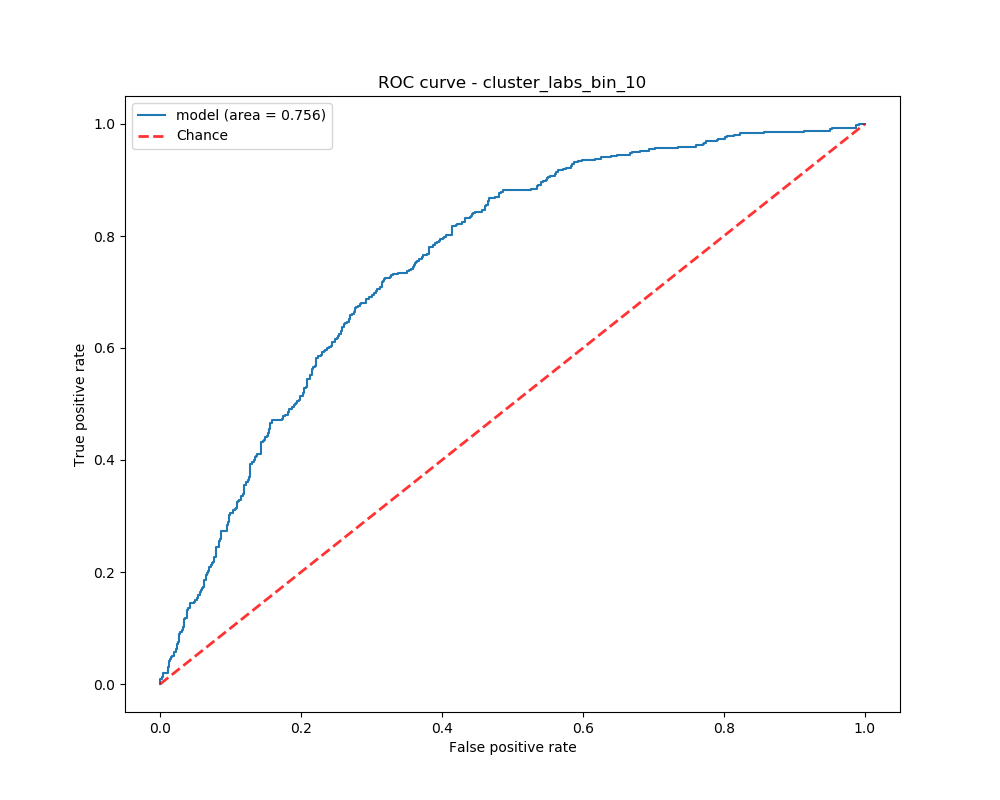 ROC curve - cluster_labs_bin_10
model (area = 0.756)
Chance
1.0
0.8
0.6
0.4
0.2
0.0
True positive rate
0.0 0.2 0.4 0.6 0.8 1.0
False positive rate